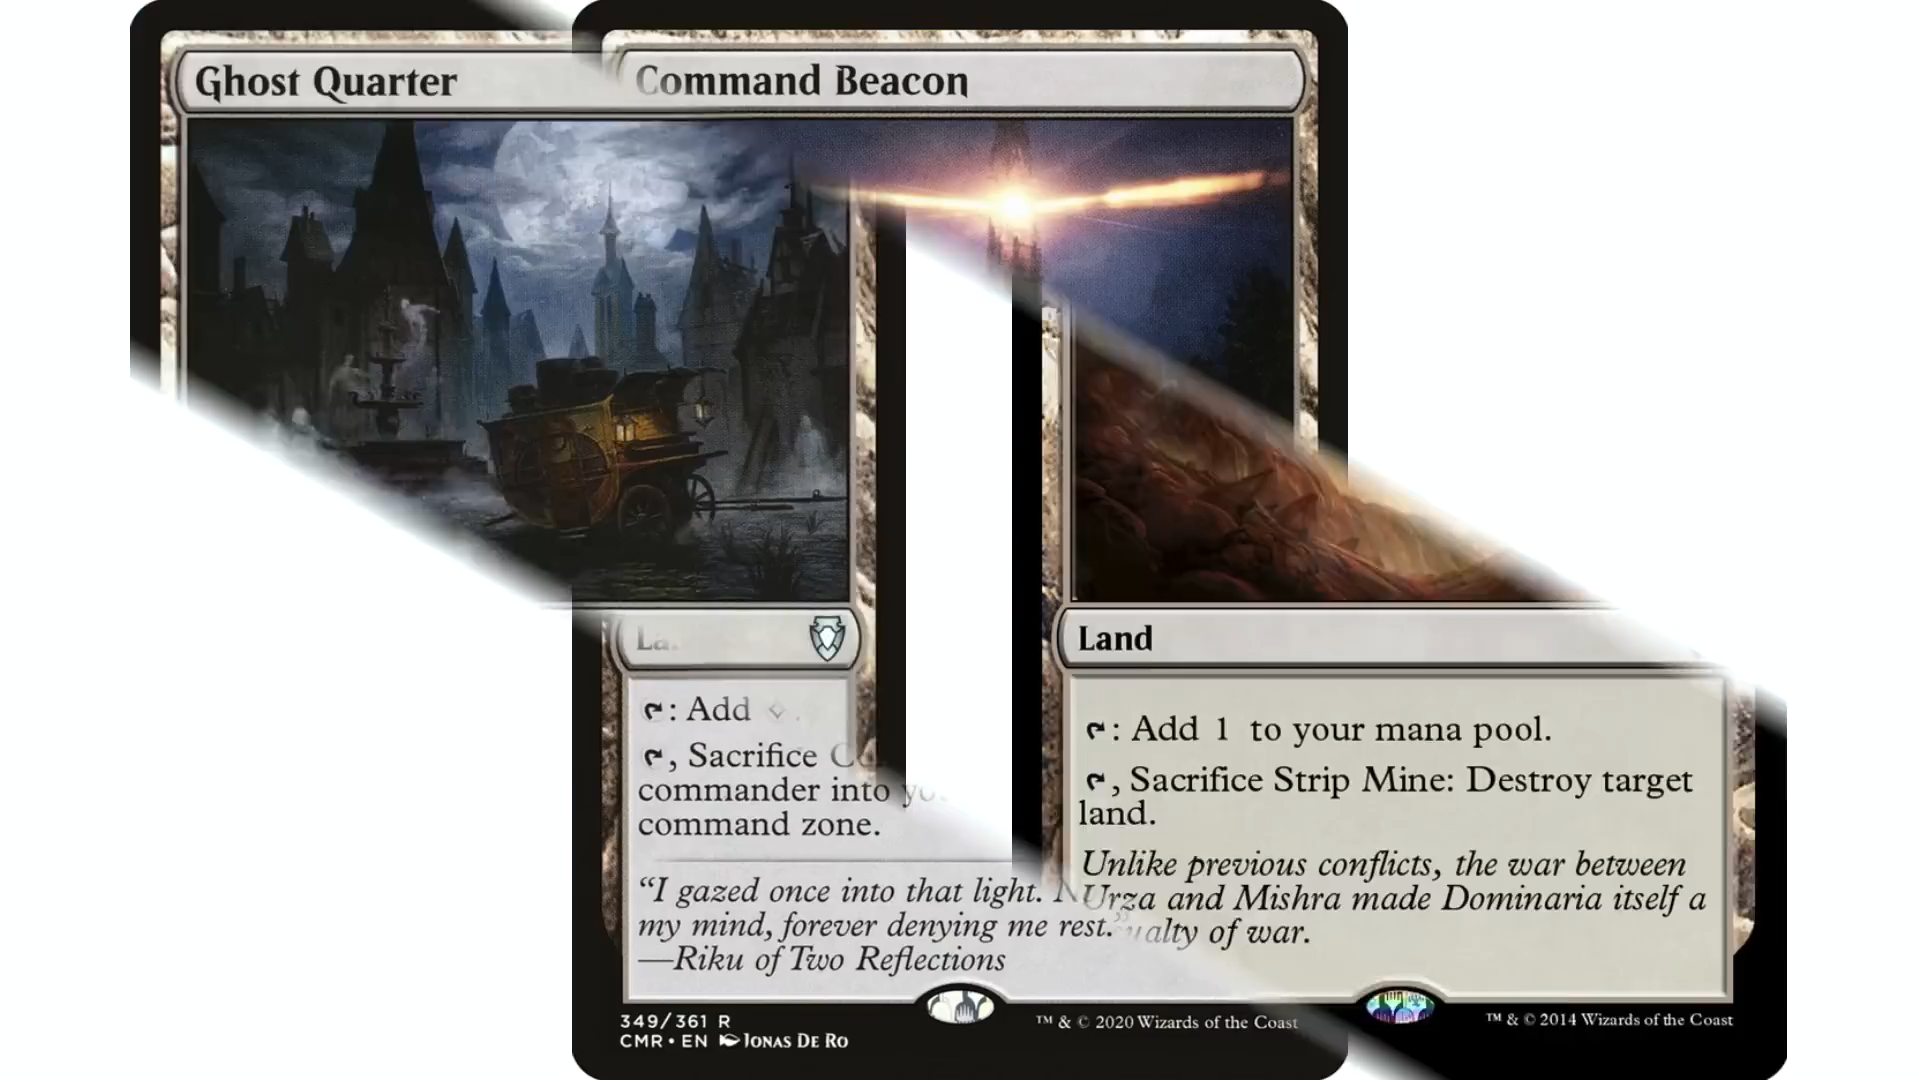 Ghost Quarter
Command Beacon
Land
: Add
, Sacrifice
commander into
command zone.
“I gazed once into that light.
my mind, forever denying me rest.”
—Riku of Two Reflections
349/361 R
CMR • EN Jonas De Ro
™ & © 2020 Wizards of the Coast
Land
: Add 1 to your mana pool.
, Sacrifice Strip Mine: Destroy target
land.
Unlike previous conflicts, the war between
Urza and Mishra made Dominaria itself a
of war.
™ & © 2014 Wizards of the Coast